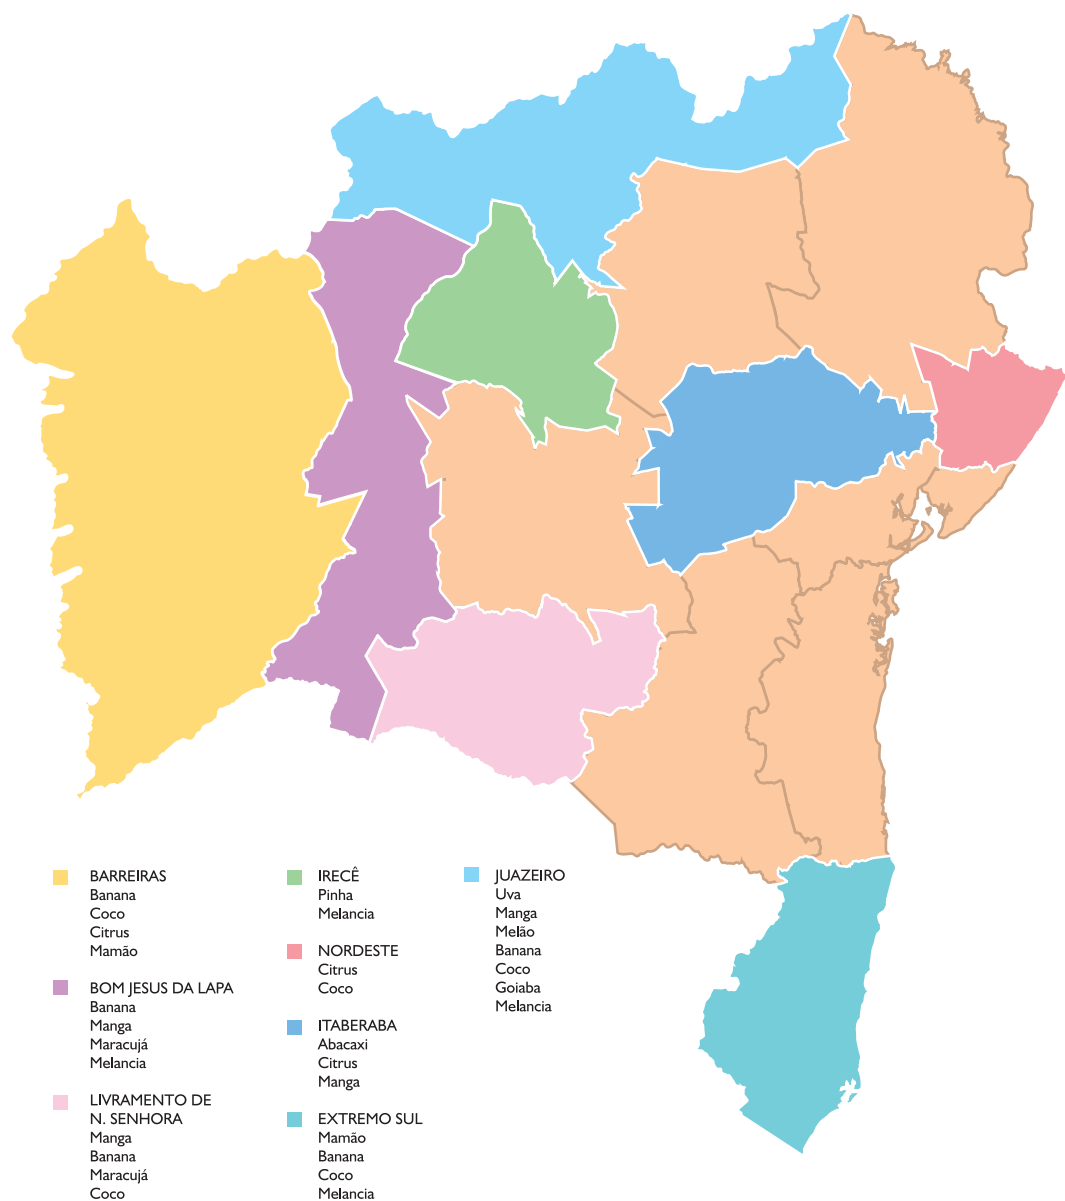 BARREIRAS
Banana
Coco
Citrus
Mamão
BOM JESUS DA LAPA
Banana
Manga
Maracujá
Melancia
LIVRAMENTO DE
N. SENHORA
Manga
Banana
Maracujá
Coco
IRECÊ
Pinha
Melancia
NORDESTE
Citrus
Coco
ITABERABA
Abacaxi
Citrus
Manga
EXTREMO SUL
Mamão
Banana
Coco
Melancia
JUAZEIRO
Uva
Manga
Melão
Banana
Coco
Goiaba
Melancia